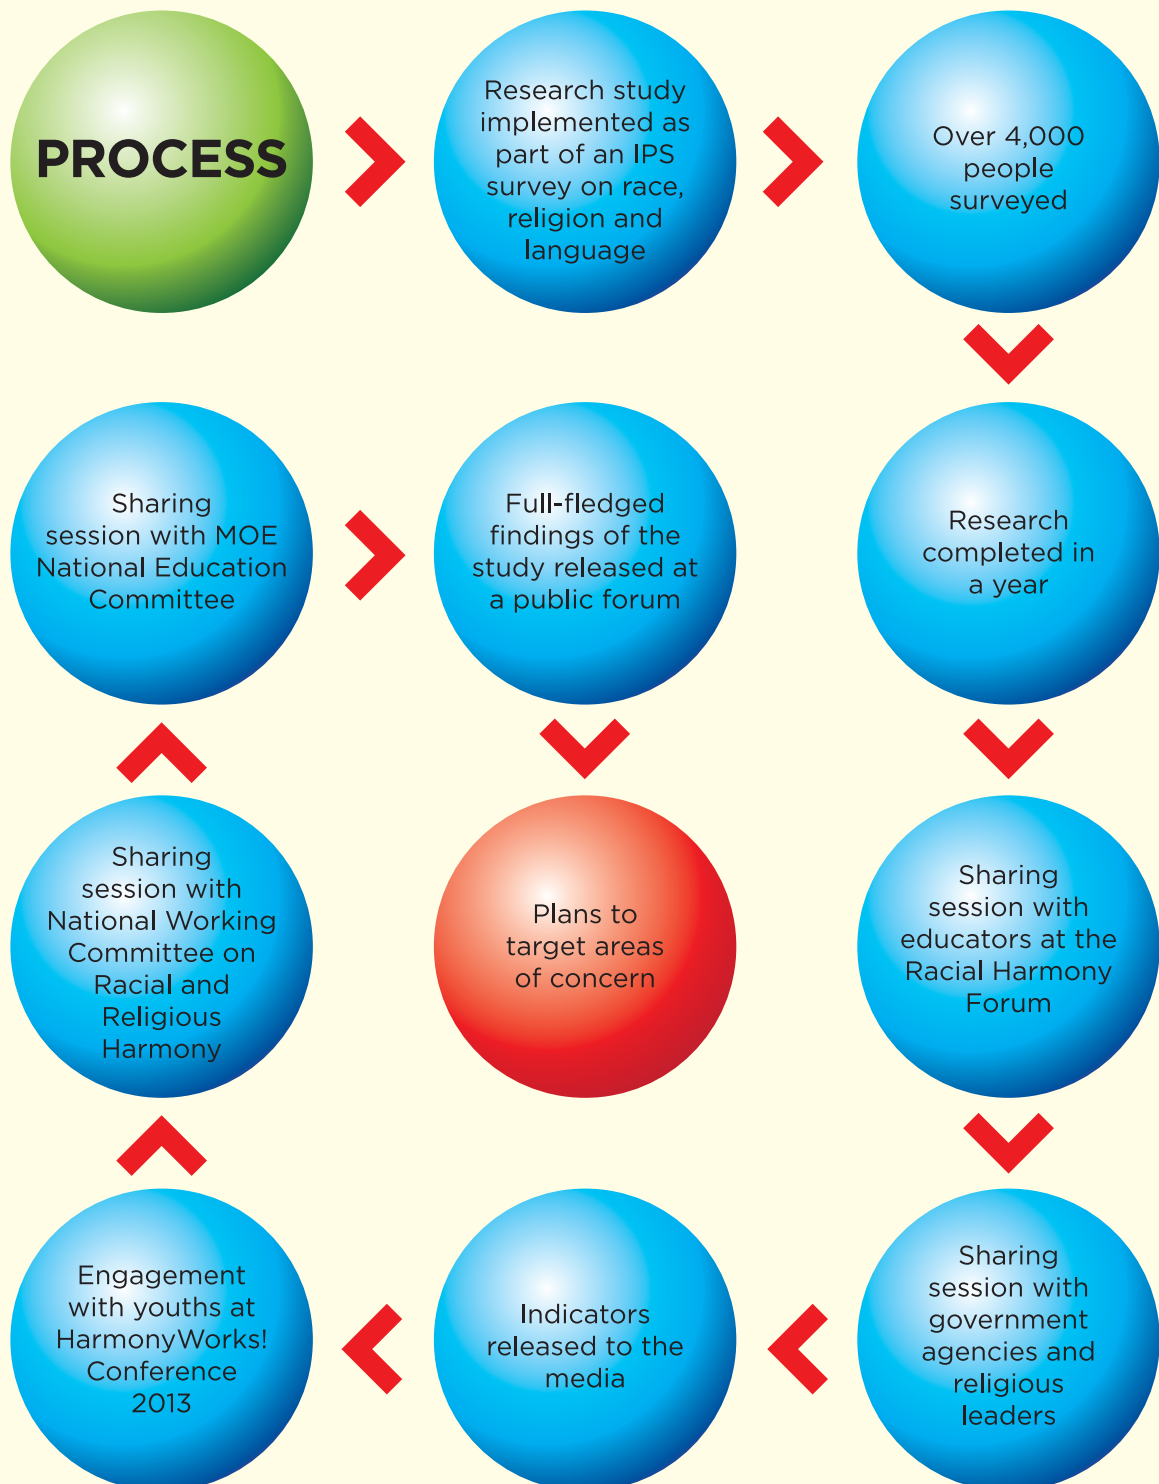 PROCESS
Research study
implemented as
part of an IPS
survey on race,
religion and
language
Over 4,000
people
surveyed
Research
completed in
a year
Sharing
session with
educators at the
Racial Harmony
Forum
Sharing
session with
government
agencies and
religious
leaders
Indicators
released to the
media
Engagement
with youths at
HarmonyWorks!
Conference
2013
Sharing
session with
National Working
Committee on
Racial and
Religious
Harmony
Sharing
session with MOE
National Education
Committee
Full-fledged
findings of the
study released at
a public forum
Plans to
target areas
of concern